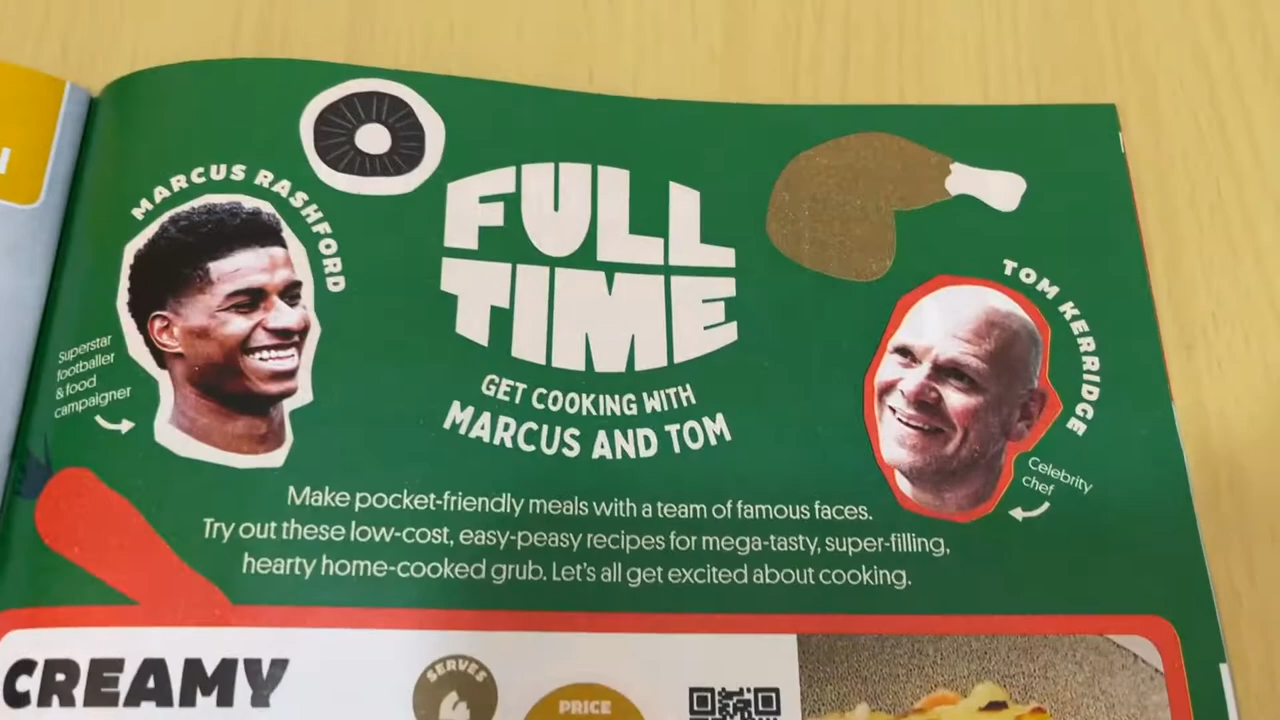 MARCUS RASHFORD
Superstar
footballer
& food
campaigner
FULL
TIME
GET COOKING WITH
MARCUS AND TOM
TOM KERRIDGE
Celebrity
chef
Make pocket-friendly meals with a team of famous faces.
Try out these low-cost, easy-peasy recipes for mega-tasty, super-filling,
hearty home-cooked grub. Let's all get excited about cooking.
CREAMY
SERVES
PRICE